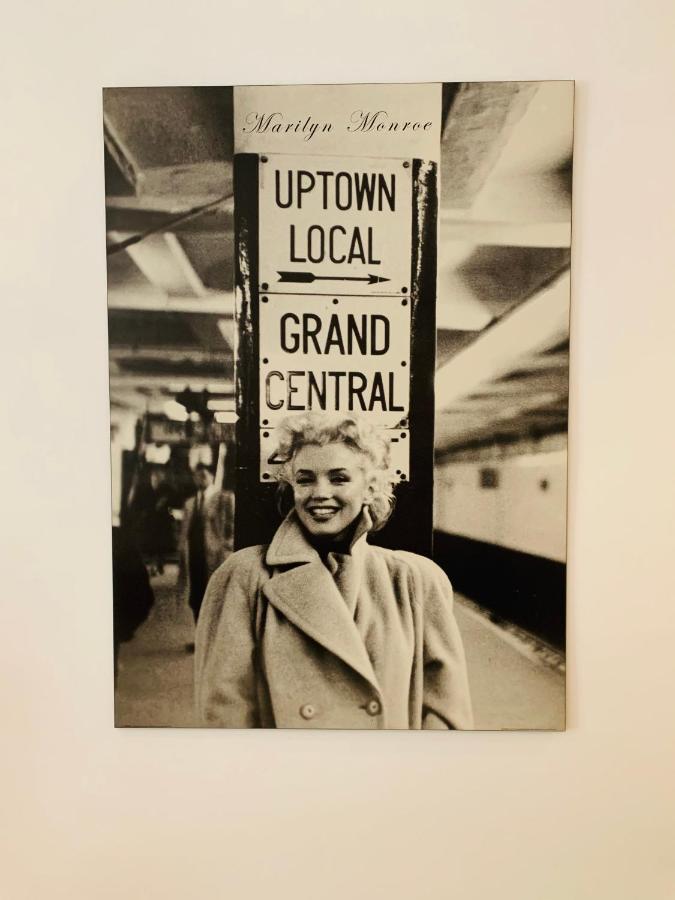 Marilyn Monroe
UPTOWN
LOCAL
GRAND
CENTRAL